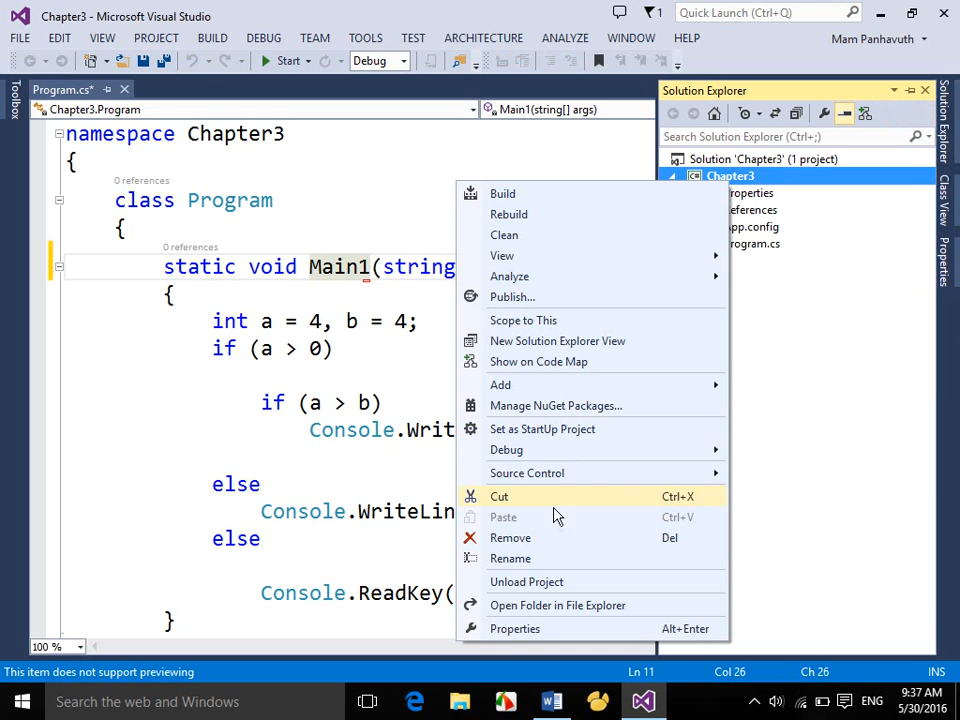 Chapter3 - Microsoft Visual Studio
1
Quick Launch (Ctrl+Q)
FILE EDIT VIEW PROJECT BUILD DEBUG TEAM TOOLS TEST ARCHITECTURE ANALYZE WINDOW HELP
Mam Panhavuth
Start Debug
Toolbox
Program.cs*
Chapter3.Program
Main1(string[] args)
namespace Chapter3
{
0 references
class Program
{
0 references
static void Main1(string
{
int a = 4, b = 4;
if (a > 0)
if (a > b)
Console.Writ
else
Console.WriteLin
else
Console.ReadKey(
}
100 %
Build
Rebuild
Clean
View
Analyze
Publish...
Scope to This
New Solution Explorer View
Show on Code Map
Add
Manage NuGet Packages...
Set as StartUp Project
Debug
Source Control
Cut Ctrl+X
Paste Ctrl+V
Remove Del
Rename
Unload Project
Open Folder in File Explorer
Properties Alt+Enter
Solution Explorer
Search Solution Explorer (Ctrl+;)
Solution 'Chapter3' (1 project)
C#
Chapter3
roperties
eferences
pp.config
rogram.cs
Solution Explorer
Class View
Properties
This item does not support previewing
Ln 11 Col 26 Ch 26 INS
Search the web and Windows
ENG
9:37 AM
5/30/2016